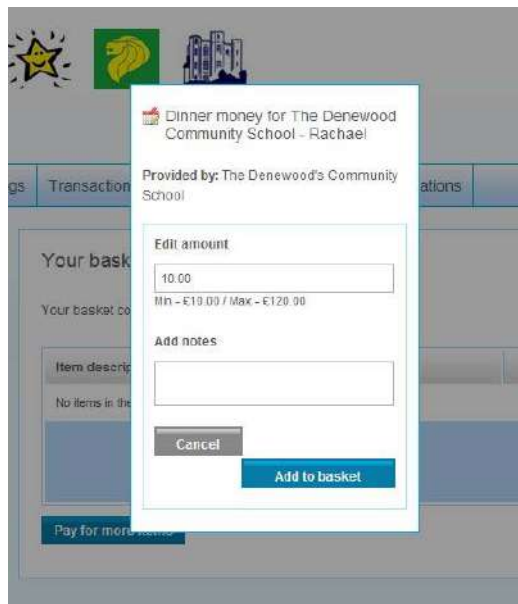 Dinner money for The Denewood
Community School - Rachael
Provided by: The Denewood's Community
School
gs Transaction ations
Your bask
Edit amount
10.00
Min - £10.00 / Max - £120.00
Your basket co
Add notes
Item descrip
No items in the
Cancel
Add to basket
Pay for more items